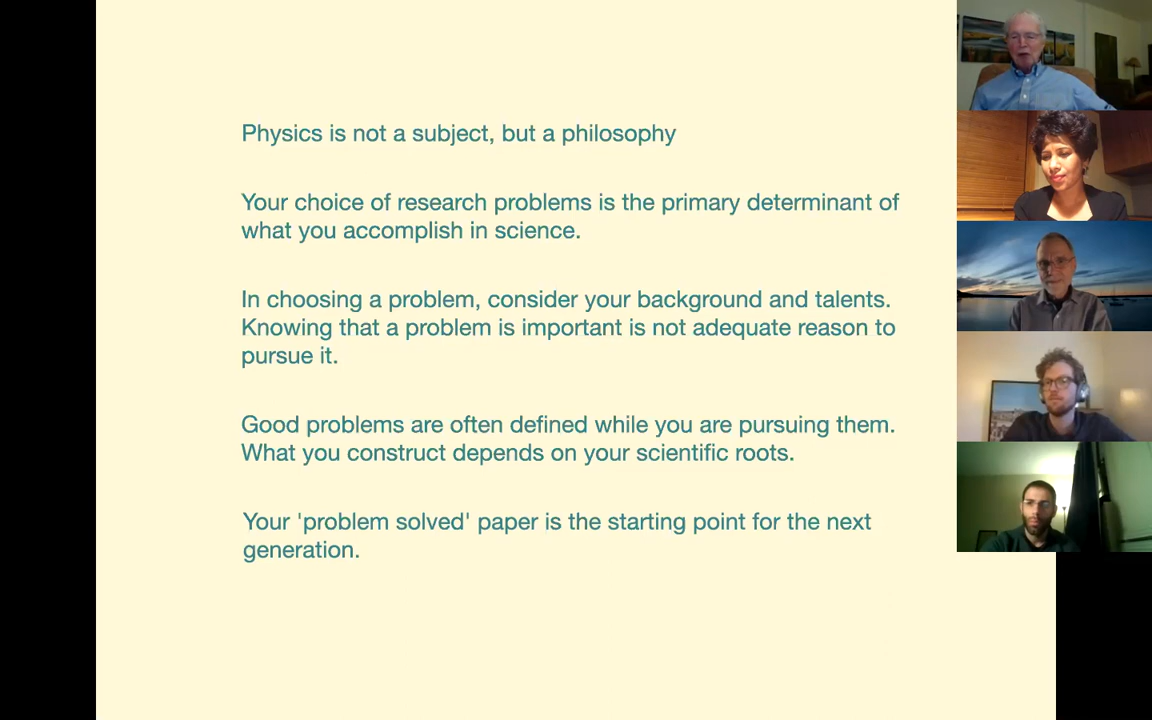 Physics is not a subject, but a philosophy
Your choice of research problems is the primary determinant of
what you accomplish in science.
In choosing a problem, consider your background and talents.
Knowing that a problem is important is not adequate reason to
pursue it.
Good problems are often defined while you are pursuing them.
What you construct depends on your scientific roots.
Your 'problem solved' paper is the starting point for the next
generation.